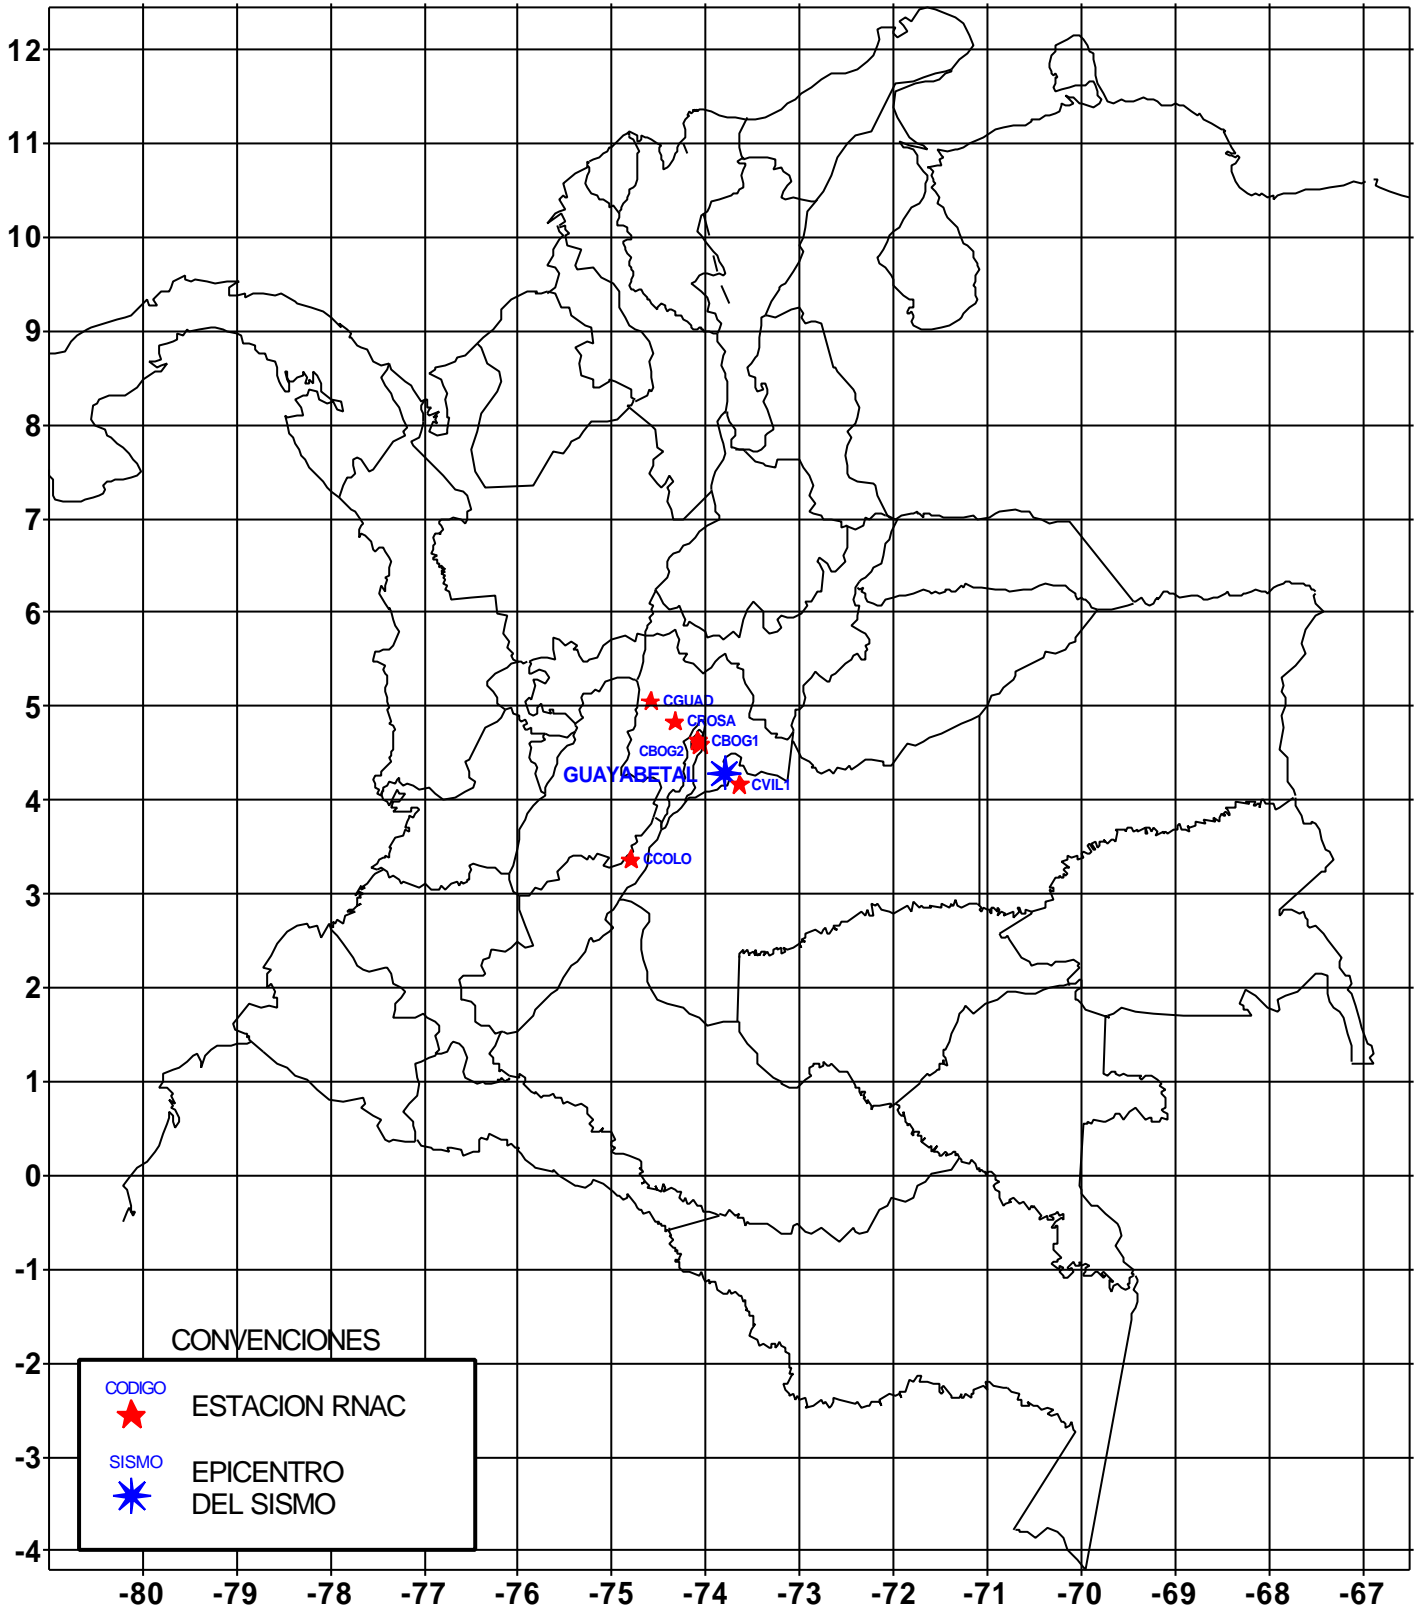 12
11
10
9
8
7
6
5
4
3
2
1
0
-1
-2
-3
-4
CGUAD
CROSA
CBOG1
CBOG2
GUAYABETAL
CVIL1
CCOLO
CONVENCIONES
CODIGO
ESTACION RNAC
SISMO
EPICENTRO
DEL SISMO
-80 -79 -78 -77 -76 -75 -74 -73 -72 -71 -70 -69 -68 -67